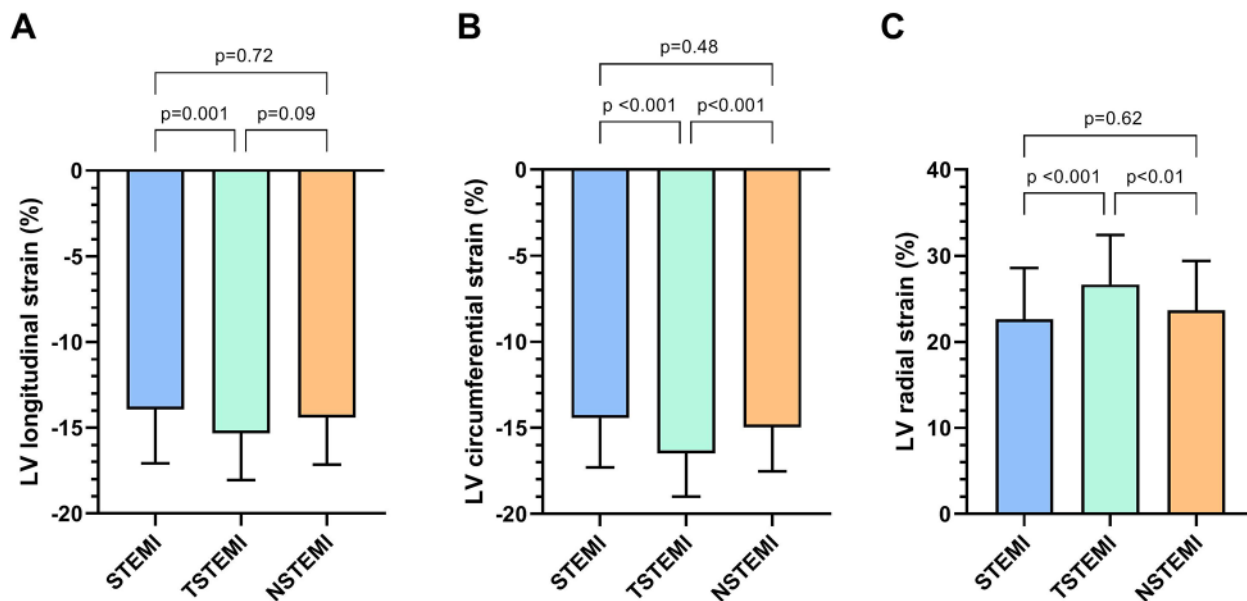 A
p=0.72
p=0.001
p=0.09
LV longitudinal strain (%)
0
-5
-10
-15
-20
STEMI
TSTEMI
NSTEMI
B
p=0.48
p <0.001
p<0.001
LV circumferential strain (%)
0
-5
-10
-15
-20
STEMI
TSTEMI
NSTEMI
C
p=0.62
p <0.001
p<0.01
LV radial strain (%)
40
30
20
10
0
STEMI
TSTEMI
NSTEMI